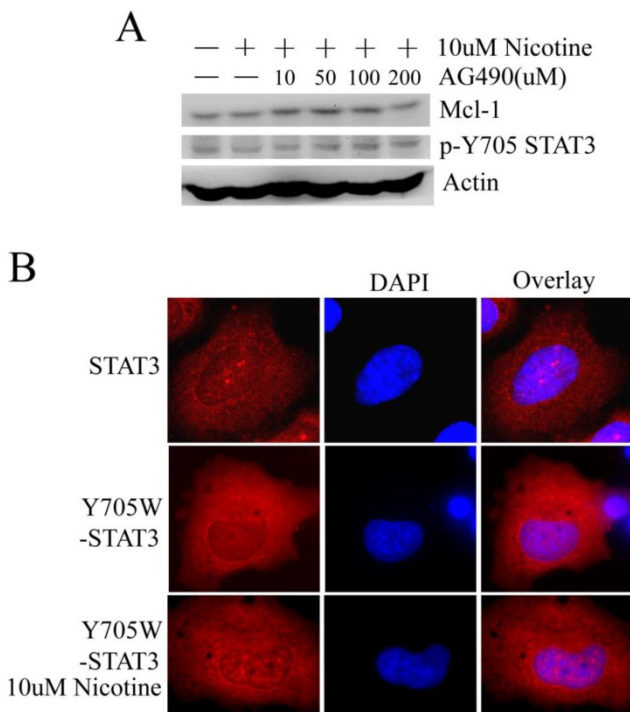 A
— + + + + + 10uM Nicotine
— — 10 50 100 200 AG490(uM)
Mcl-1
p-Y705 STAT3
Actin
B
DAPI Overlay
STAT3
Y705W
-STAT3
Y705W
-STAT3
10uM Nicotine